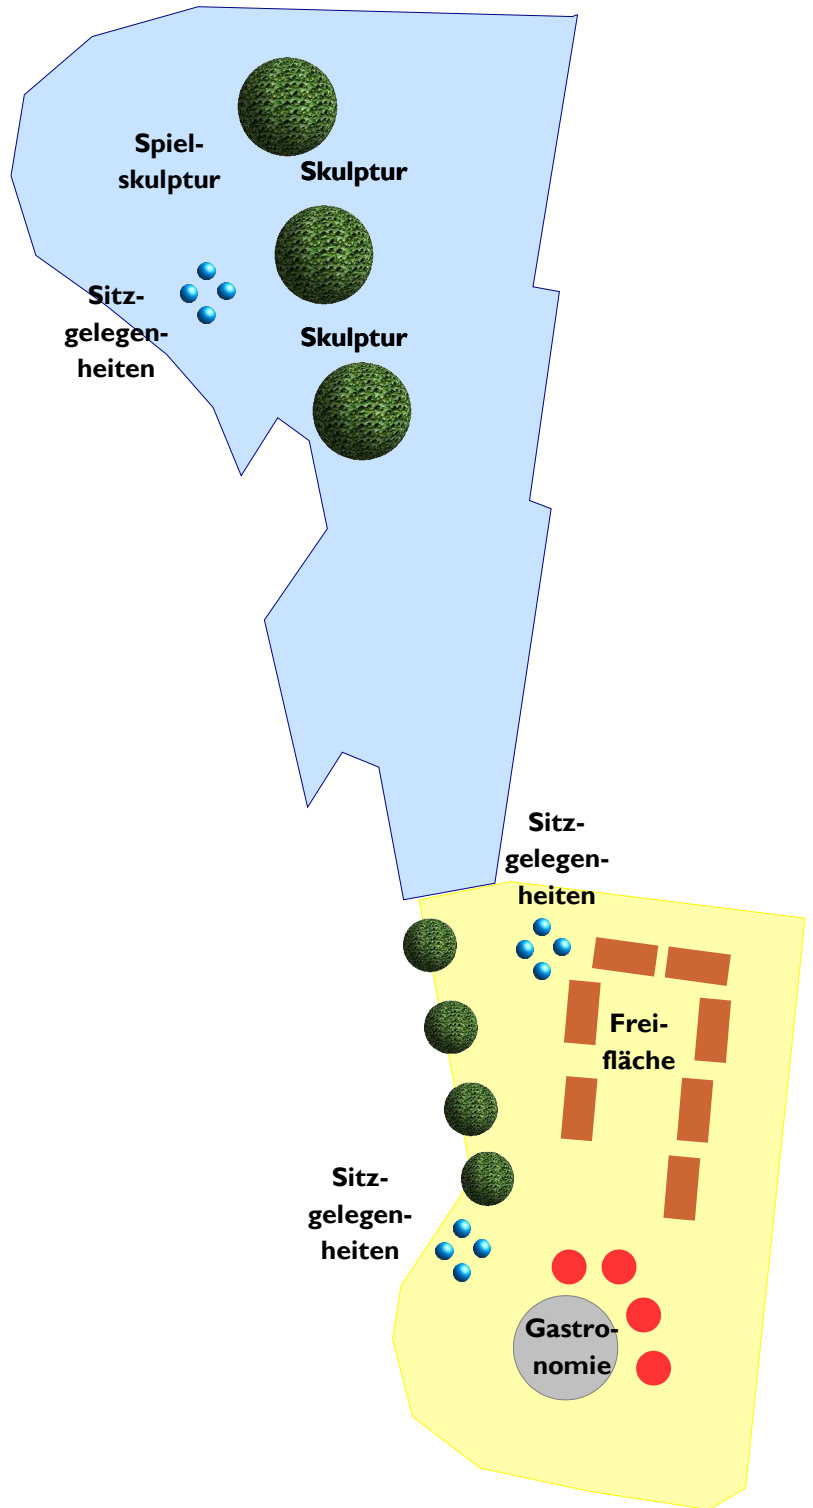 Spiel-
skulptur
Skulptur
Sitz-
gelegen-
heiten
Skulptur
Sitz-
gelegen-
heiten
Frei-
fläche
Sitz-
gelegen-
heiten
Gastro-
nomie